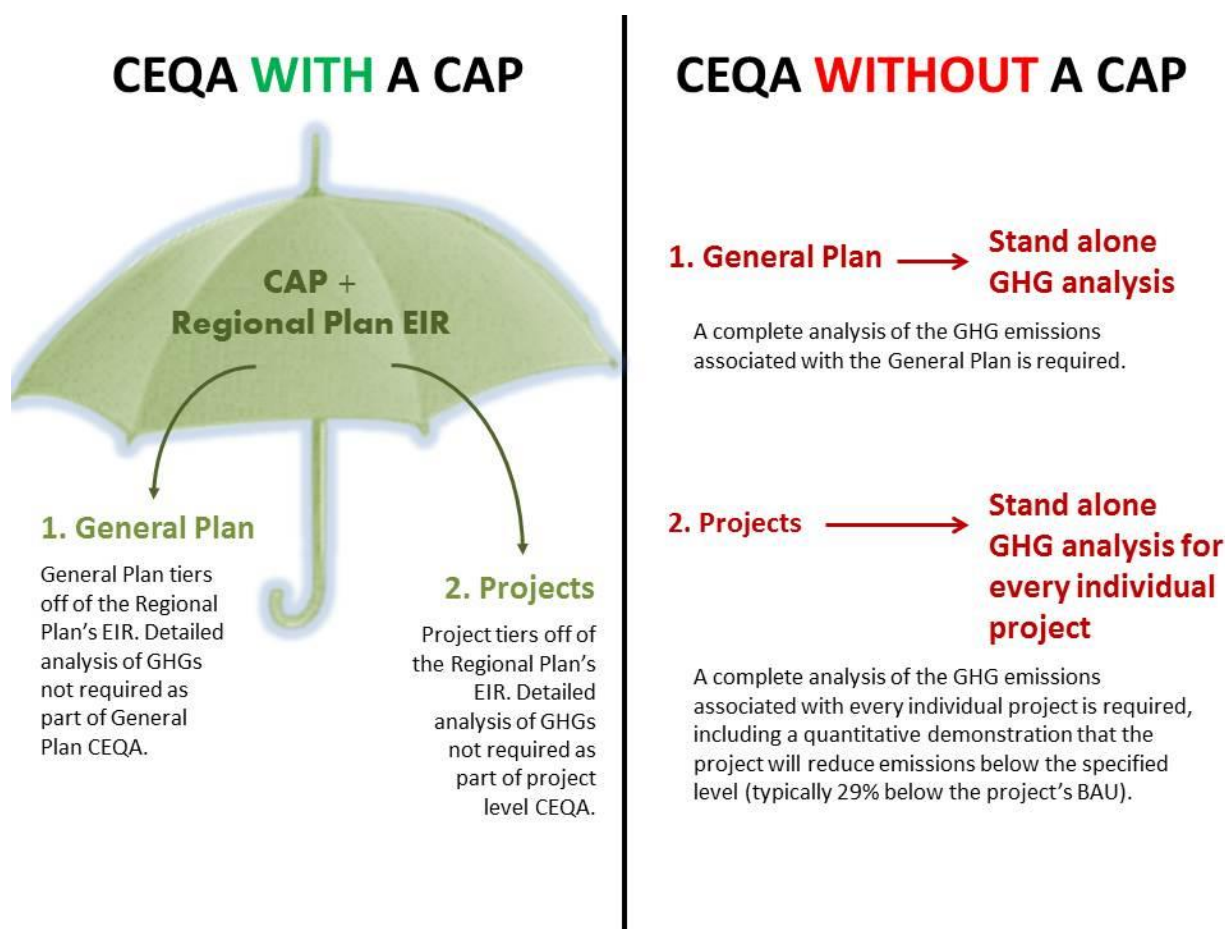 CEQA WITH A CAP
CAP +
Regional Plan EIR
1. General Plan
General Plan tiers
off of the Regional
Plan’s EIR. Detailed
analysis of GHGs
not required as
part of General
Plan CEQA.
2. Projects
Project tiers off of
the Regional Plan’s
EIR. Detailed
analysis of GHGs
not required as
part of project
level CEQA.
CEQA WITHOUT A CAP
1. General Plan
Stand alone
GHG analysis
A complete analysis of the GHG emissions
associated with the General Plan is required.
2. Projects
Stand alone
GHG analysis for
every individual
project
A complete analysis of the GHG emissions
associated with every individual project is required,
including a quantitative demonstration that the
project will reduce emissions below the specified
level (typically 29% below the project’s BAU).